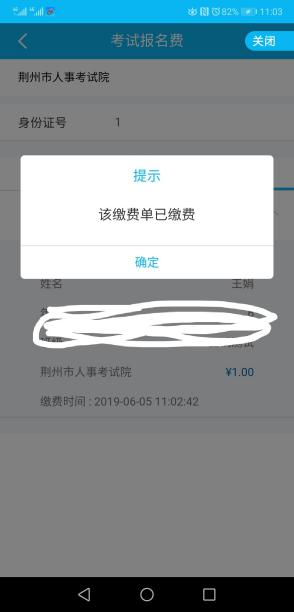 82% 11:03
考试报名费
关闭
荆州市人事考试院
身份证号 1
提示
该缴费单已缴费
确定
姓名 王娟
荆州市人事考试院 ¥1.00
缴费时间 : 2019-06-05 11:02:42